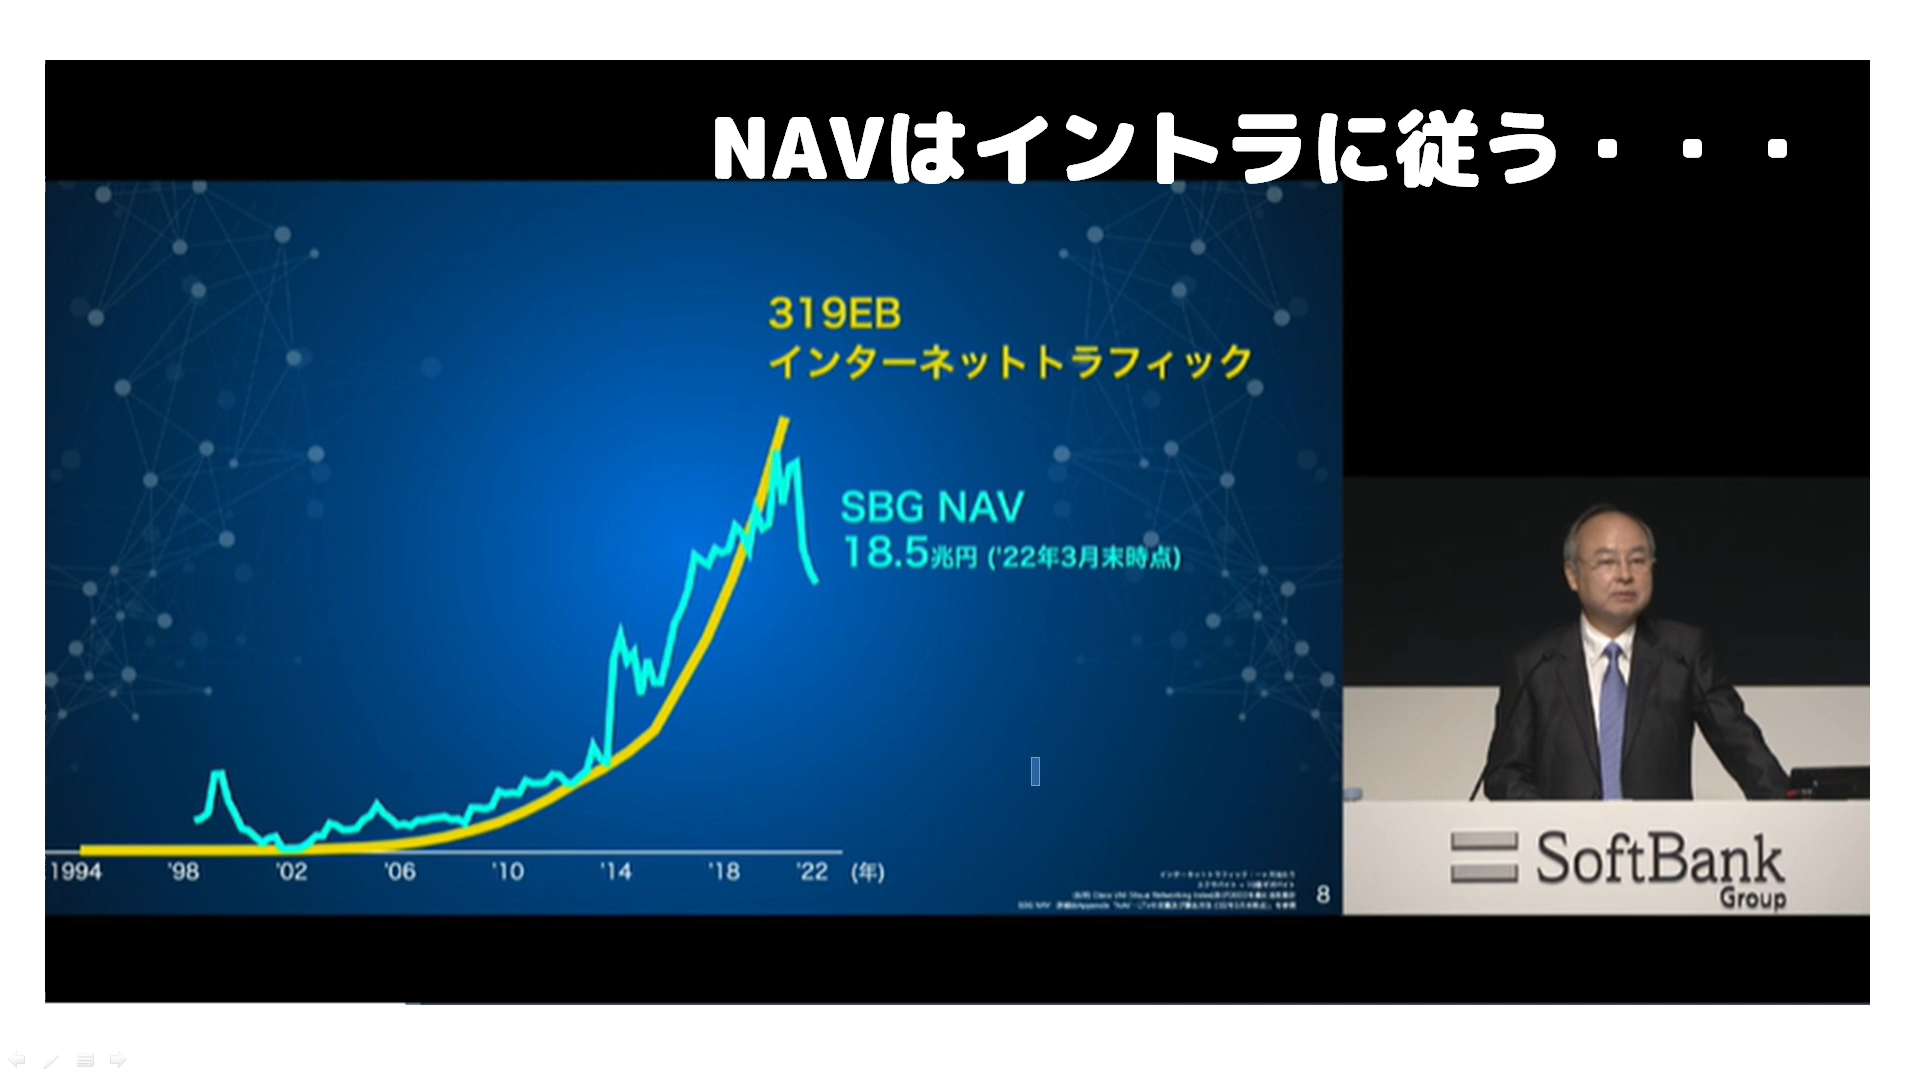 NAVはイントラに従う・・・
319EB
インターネットトラフィック
SBG NAV
18.5兆円 ('22年3月末時点)
1994 '98 '02 '06 '10 '14 '18 '22 (年)
8
SoftBank
Group